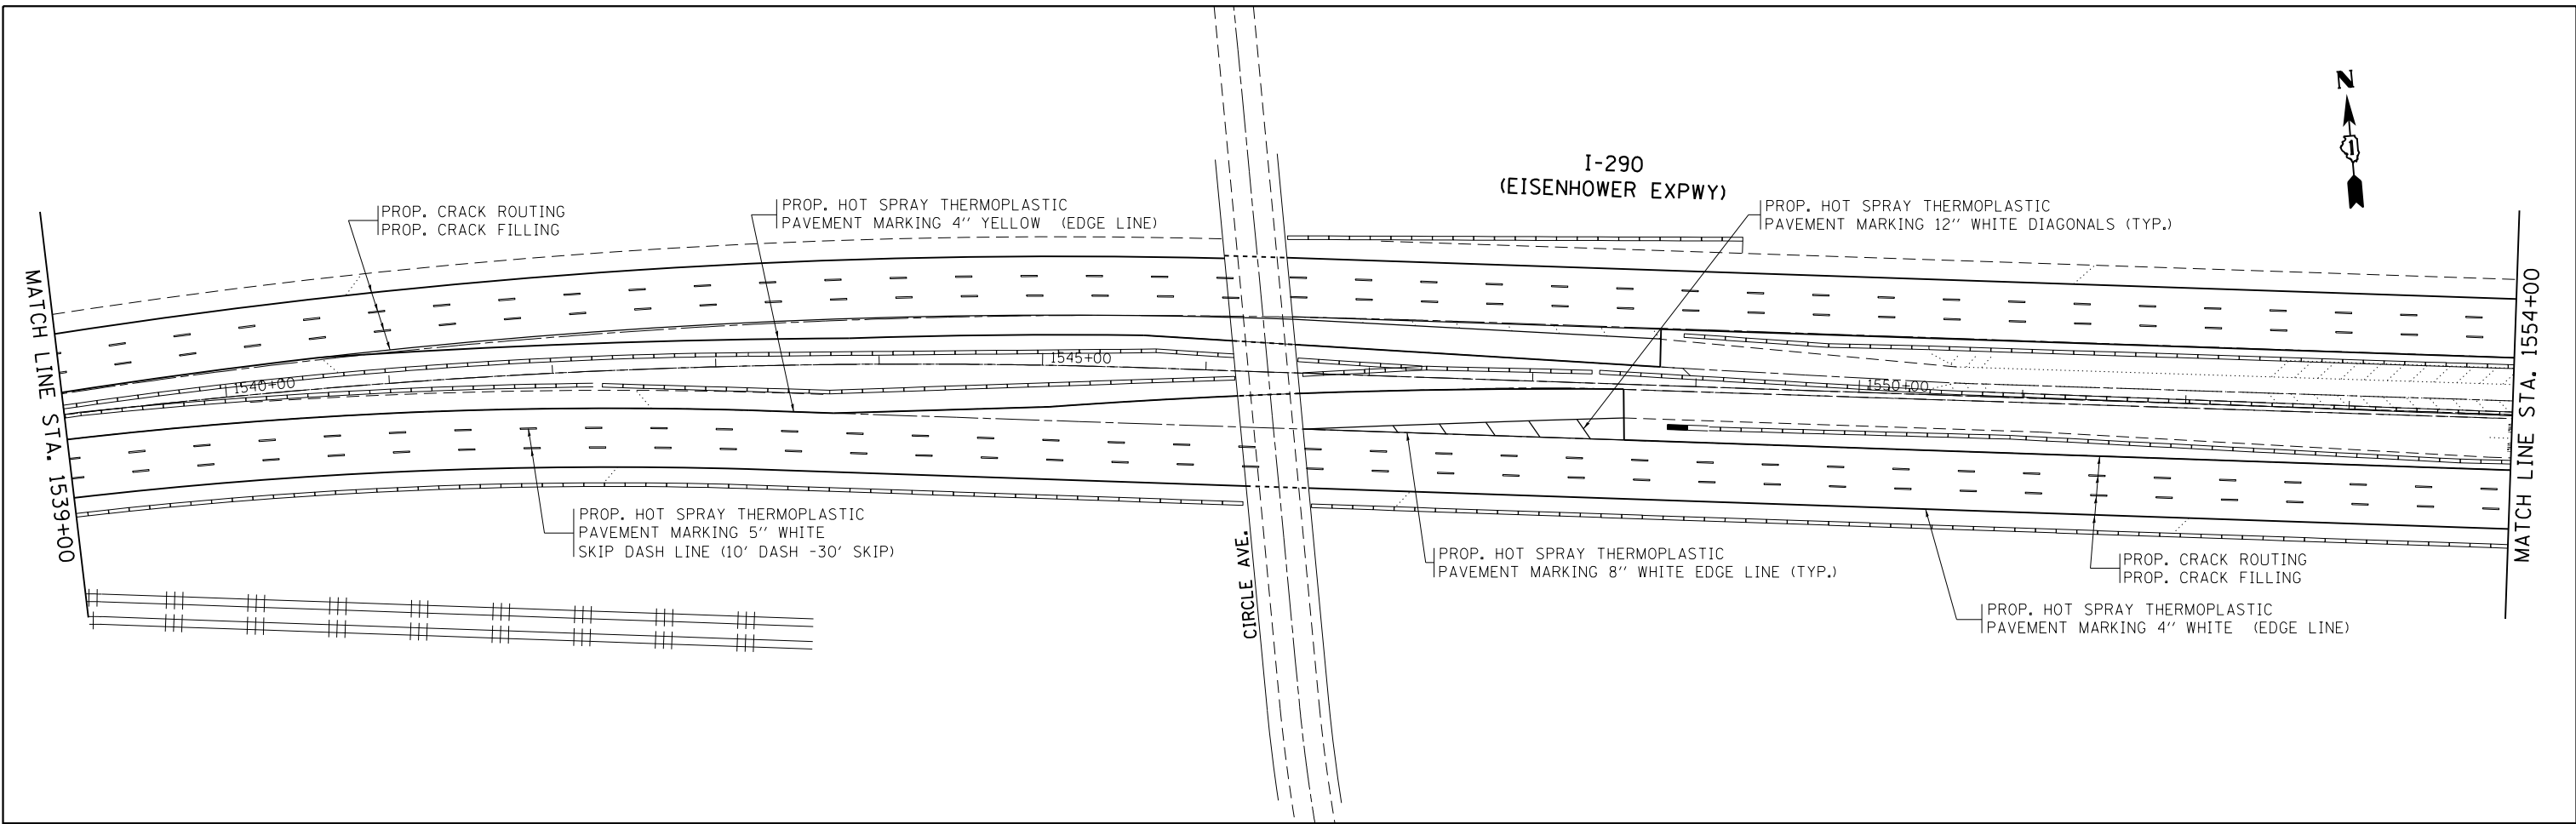 N
1
I-290
(EISENHOWER EXPWY)
PROP. CRACK ROUTING
PROP. CRACK FILLING
PROP. HOT SPRAY THERMOPLASTIC
PAVEMENT MARKING 4" YELLOW (EDGE LINE)
PROP. HOT SPRAY THERMOPLASTIC
PAVEMENT MARKING 12" WHITE DIAGONALS (TYP.)
MATCH LINE STA. 1539+00
1540+00
1545+00
1550+00
MATCH LINE STA. 1554+00
PROP. HOT SPRAY THERMOPLASTIC
PAVEMENT MARKING 5" WHITE
SKIP DASH LINE (10' DASH -30' SKIP)
CIRCLE AVE.
PROP. HOT SPRAY THERMOPLASTIC
PAVEMENT MARKING 8" WHITE EDGE LINE (TYP.)
PROP. CRACK ROUTING
PROP. CRACK FILLING
PROP. HOT SPRAY THERMOPLASTIC
PAVEMENT MARKING 4" WHITE (EDGE LINE)